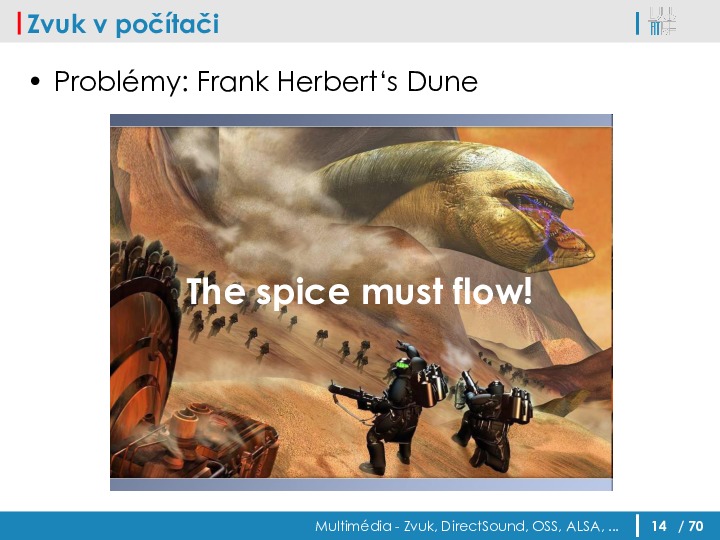 Zvuk v počítači
• Problémy: Frank Herbert‘s Dune
The spice must flow!
Multimédia - Zvuk, DirectSound, OSS, ALSA, ...
14 / 70